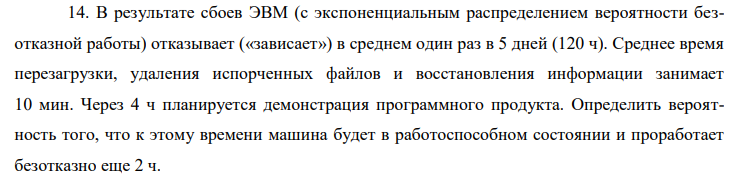 14. В результате сбоев ЭВМ (с экспоненциальным распределением вероятности без-
отказной работы) отказывает («зависает») в среднем один раз в 5 дней (120 ч). Среднее время
перезагрузки, удаления испорченных файлов и восстановления информации занимает
10 мин. Через 4 ч планируется демонстрация программного продукта. Определить вероят-
ность того, что к этому времени машина будет в работоспособном состоянии и проработает
безотказно еще 2 ч.